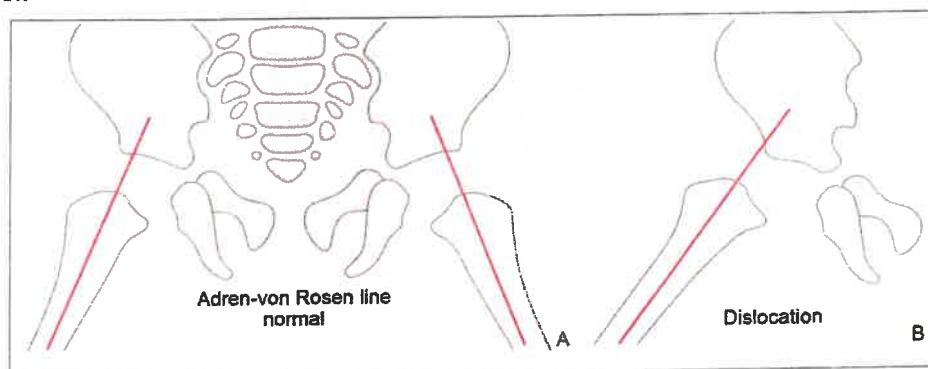 Adren-von Rosen line
normal
A
Dislocation
B